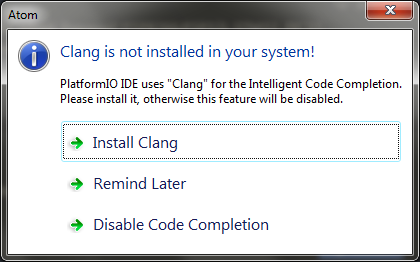 Atom
Clang is not installed in your system!
PlatformIO IDE uses "Clang" for the Intelligent Code Completion.
Please install it, otherwise this feature will be disabled.
Install Clang
Remind Later
Disable Code Completion